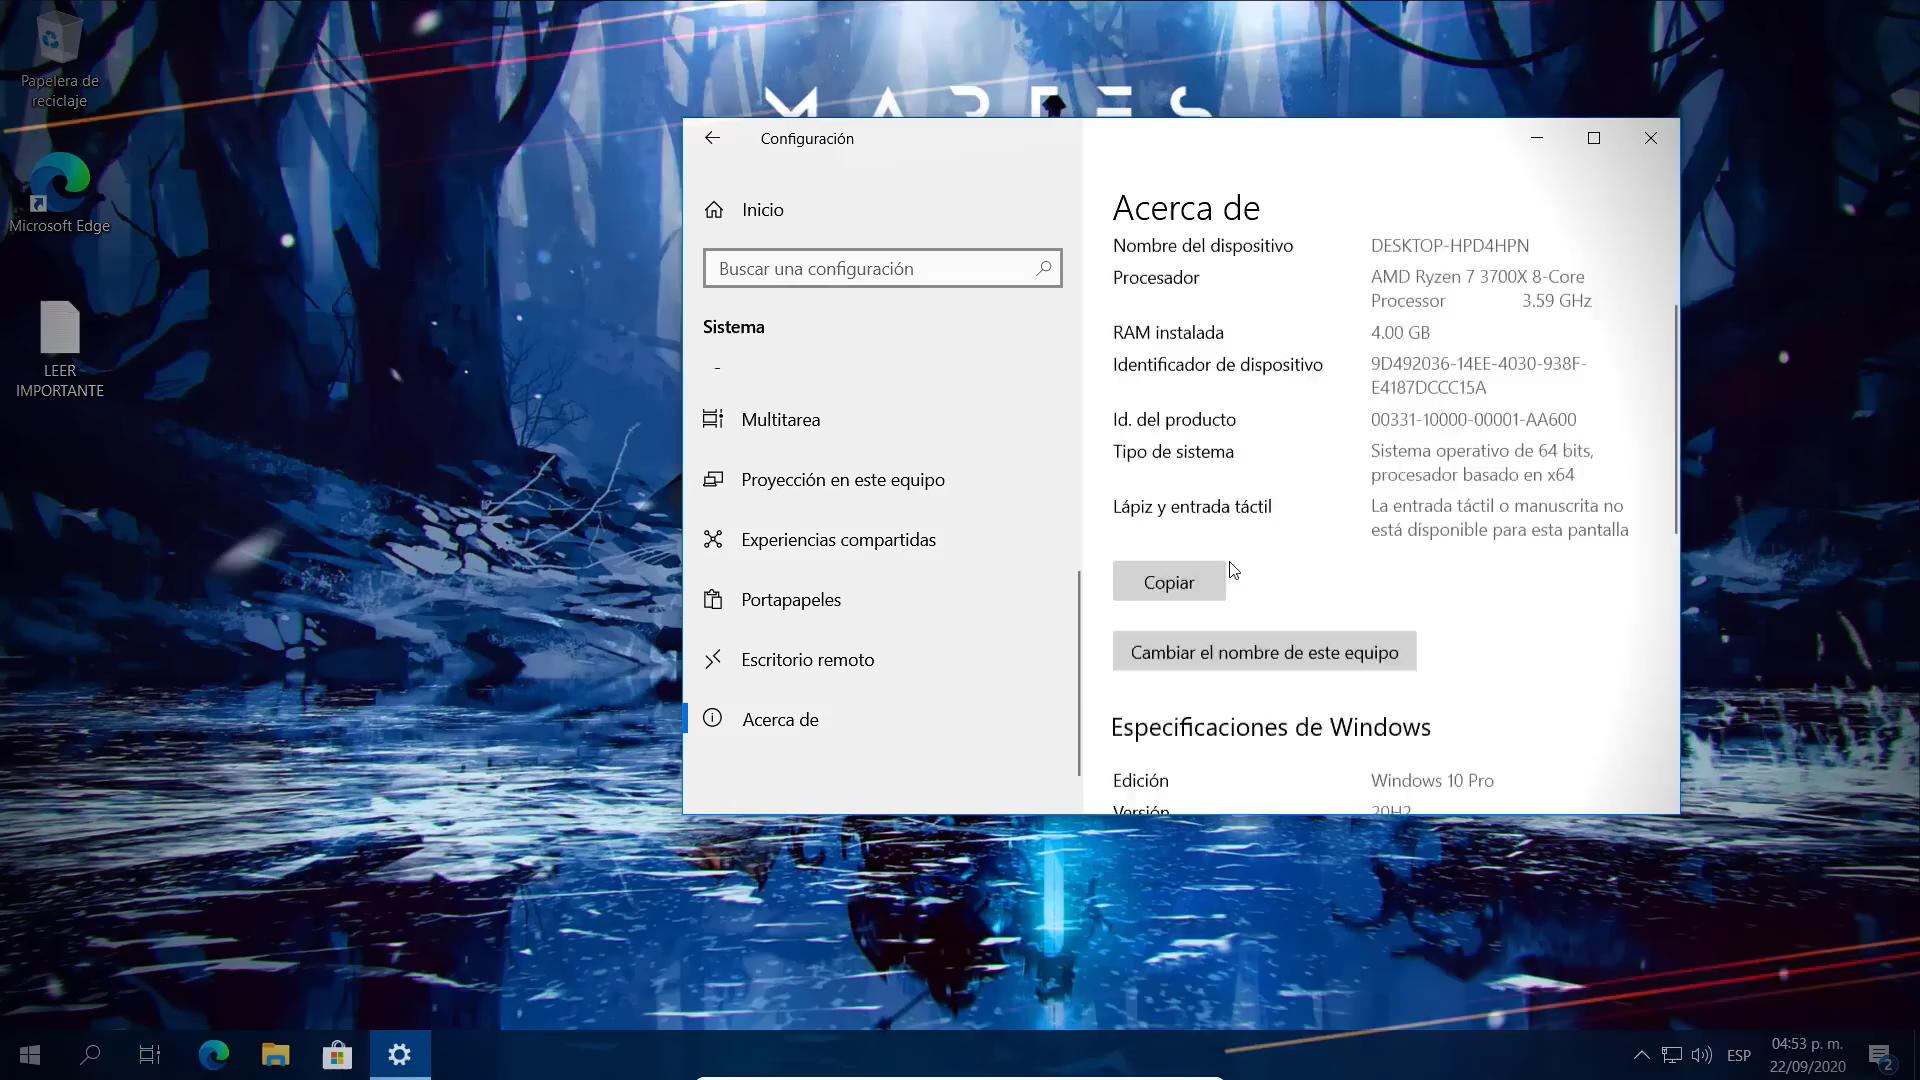 Papelera de
reciclaje
Microsoft Edge
LEER
IMPORTANTE
MARTES
Configuración
Inicio
Buscar una configuración
Sistema
Multitarea
Proyección en este equipo
Experiencias compartidas
Portapapeles
Escritorio remoto
Acerca de
Acerca de
Nombre del dispositivo DESKTOP-HPD4HPN
Procesador AMD Ryzen 7 3700X 8-Core
Processor 3.59 GHz
RAM instalada 4.00 GB
Identificador de dispositivo 9D492036-14EE-4030-938F-
E4187DCCC15A
Id. del producto 00331-10000-00001-AA600
Tipo de sistema Sistema operativo de 64 bits,
procesador basado en x64
Lápiz y entrada táctil La entrada táctil o manuscrita no
está disponible para esta pantalla
Copiar
Cambiar el nombre de este equipo
Especificaciones de Windows
Edición Windows 10 Pro
Versión 20H2
ESP
04:53 p. m.
22/09/2020
2